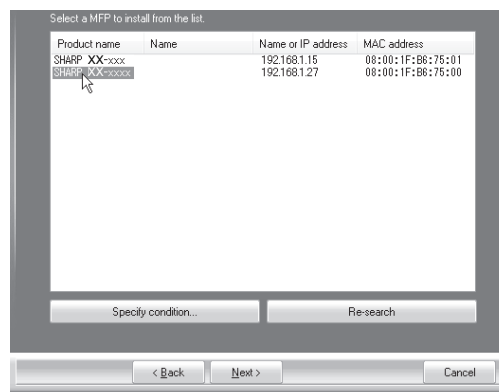 Select a MFP to install from the list.
Product name Name Name or IP address MAC address
SHARP XX-xxx 192.168.1.15 08:00:1F:B6:75:01
SHARP XX-xxxx 192.168.1.27 08:00:1F:B6:75:00
Specify condition... Re-search
< Back Next > Cancel